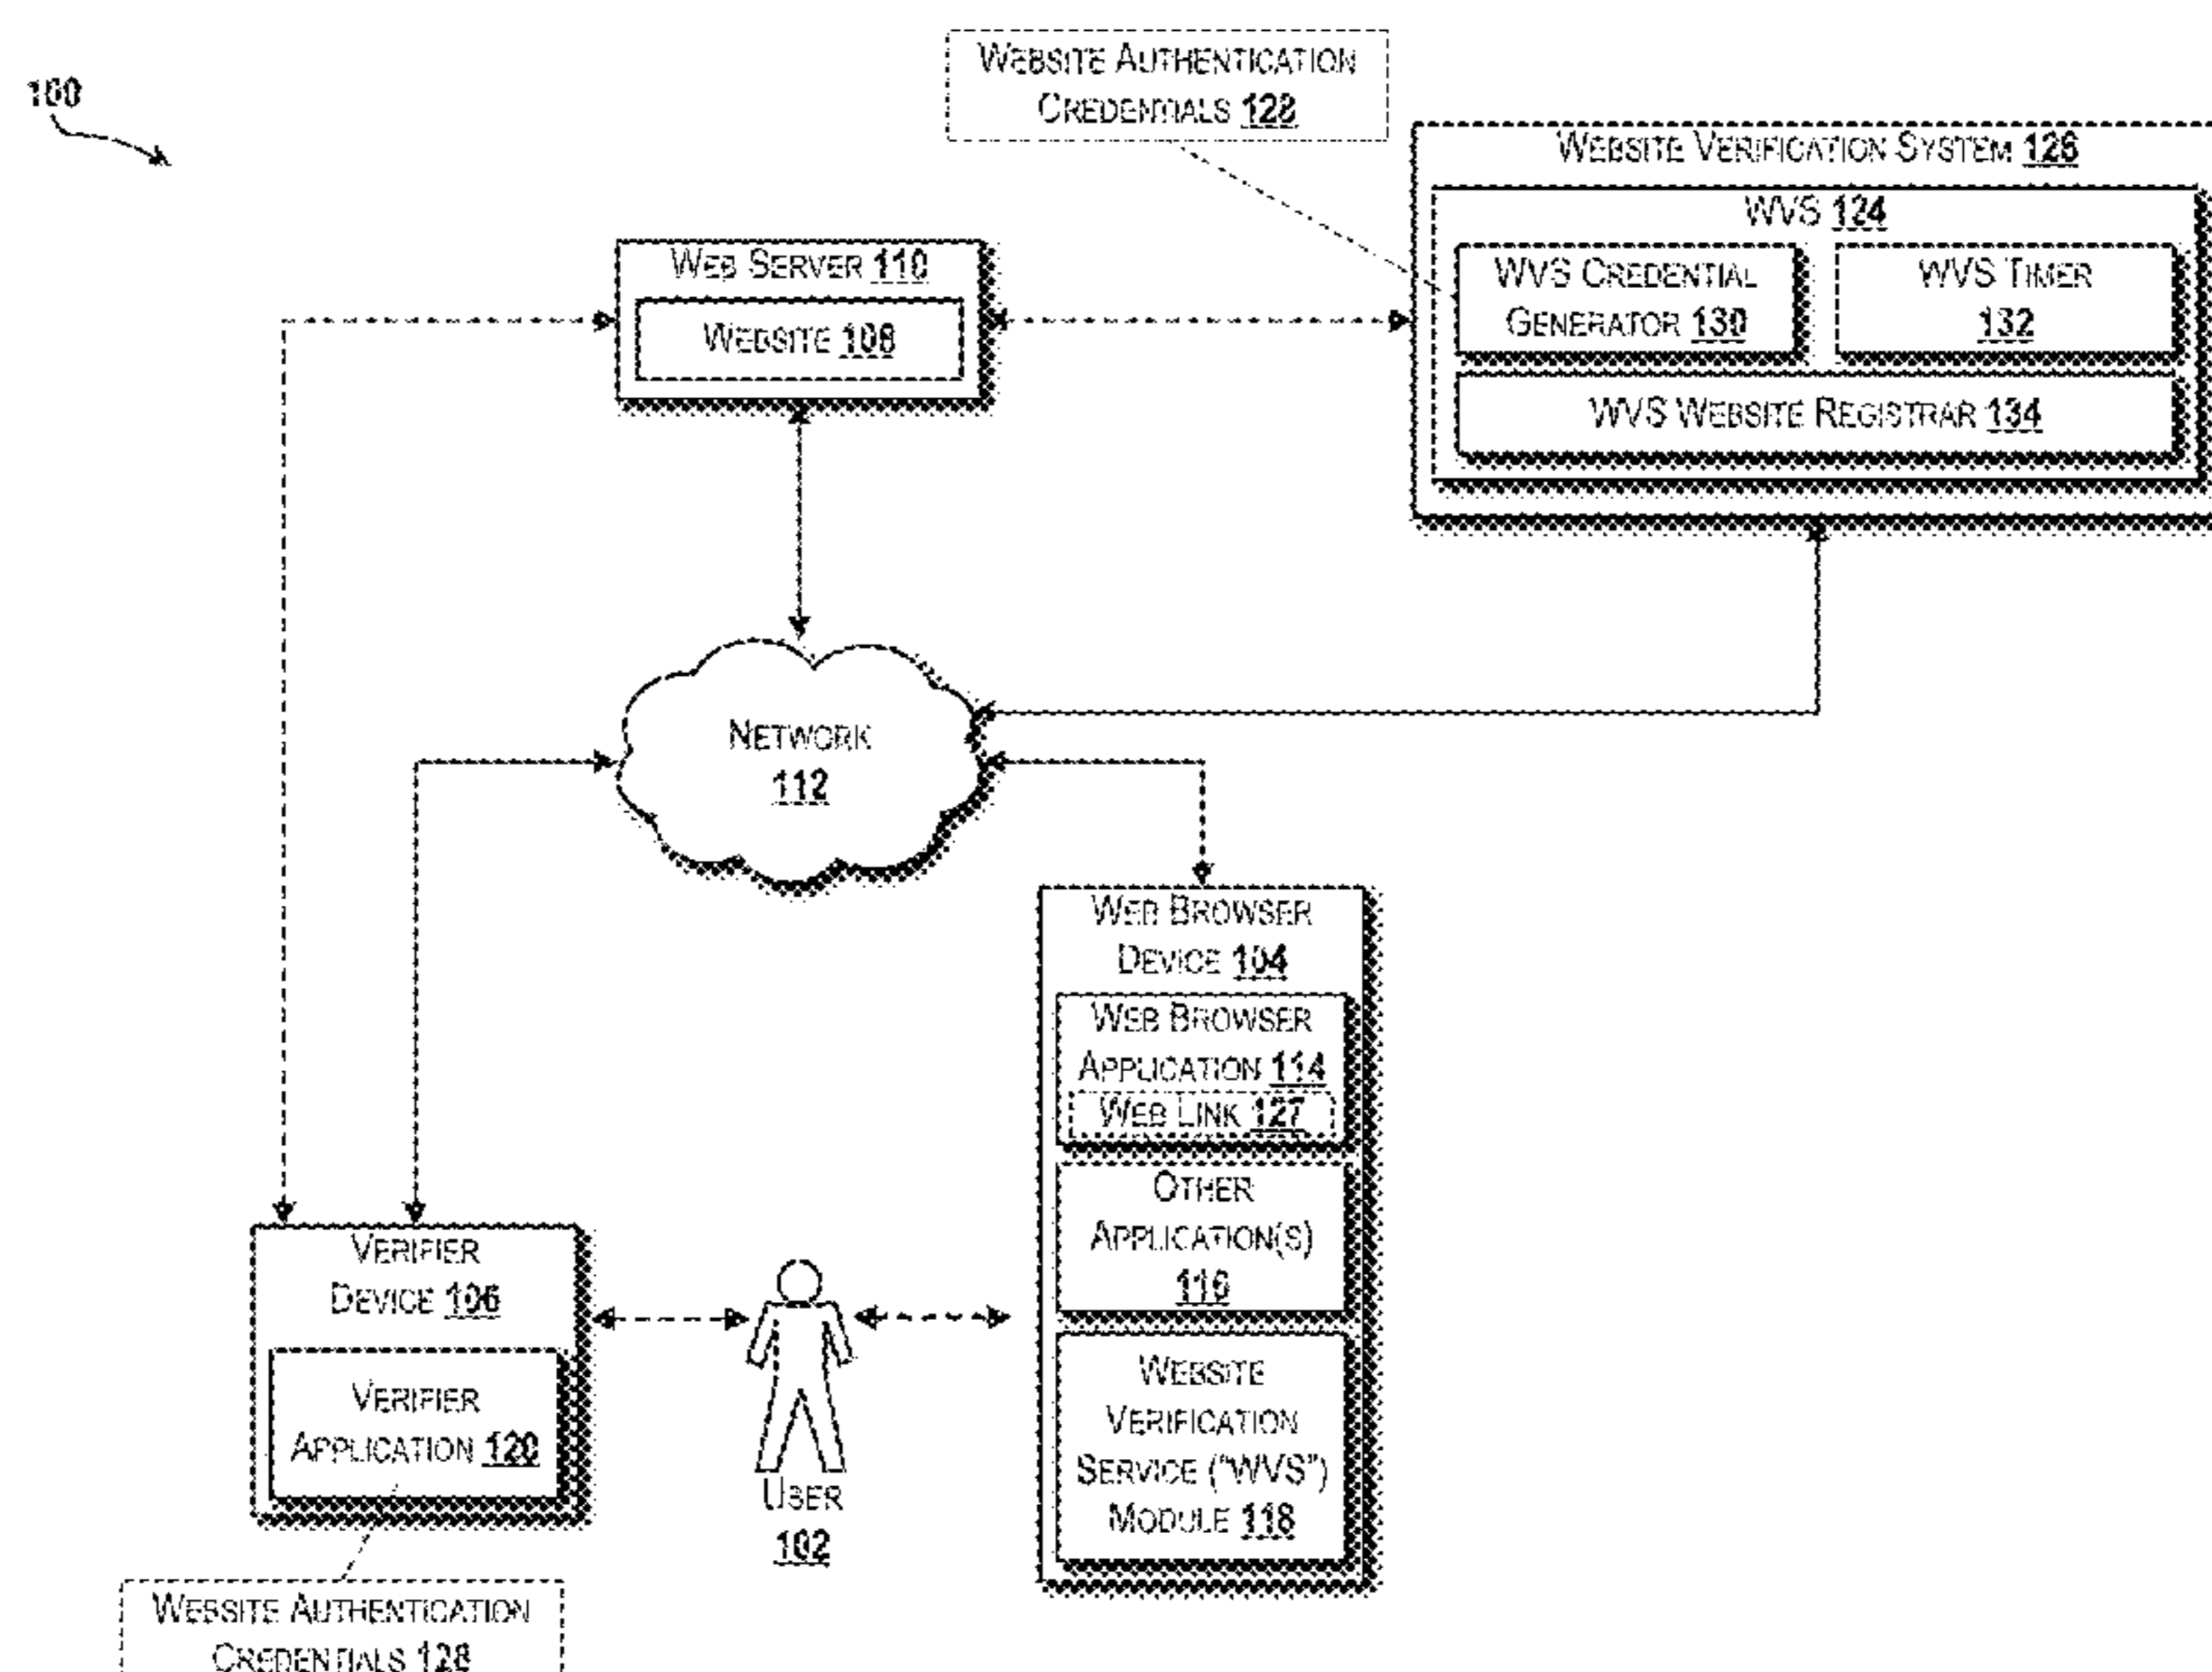 100
WEBSITE AUTHENTICATION
CREDENTIALS 128
WEBSITE VERIFICATION SYSTEM 126
WVS 124
WVS CREDENTIAL
GENERATOR 130
WVS TIMER
132
WVS WEBSITE REGISTRAR 134
WEB SERVER 110
WEBSITE 108
NETWORK
112
WEB BROWSER
DEVICE 104
WEB BROWSER
APPLICATION 114
WEB LINK 127
OTHER
APPLICATION(S)
116
WEBSITE
VERIFICATION
SERVICE ("WVS")
MODULE 118
VERIFIER
DEVICE 106
VERIFIER
APPLICATION 120
USER
102
WEBSITE AUTHENTICATION
CREDENTIALS 128